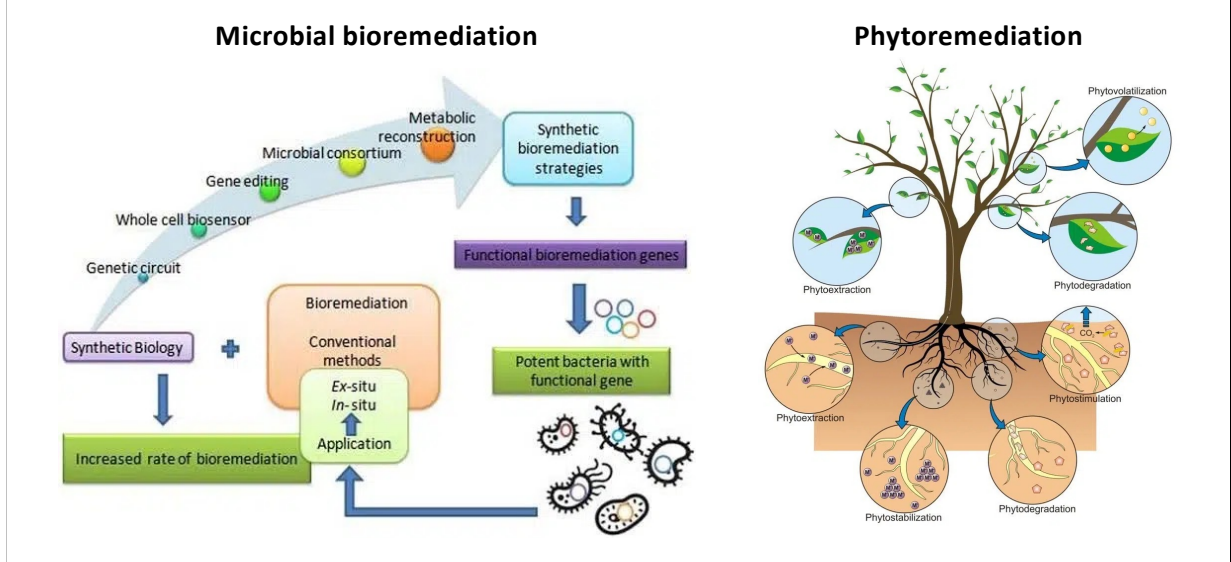 Microbial bioremediation
Metabolic
reconstruction
Microbial consortium
Gene editing
Whole cell biosensor
Genetic circuit
Synthetic Biology
Synthetic
bioremediation
strategies
Functional bioremediation genes
Potent bacteria with
functional gene
Bioremediation
Conventional
methods
Ex-situ
In- situ
Application
Increased rate of bioremediation
Phytoremediation
Phytovolatilization
Phytoextraction
Phytodegradation
CO₂
Phytoextraction
Phytostimulation
Phytostabilization
Phytodegradation